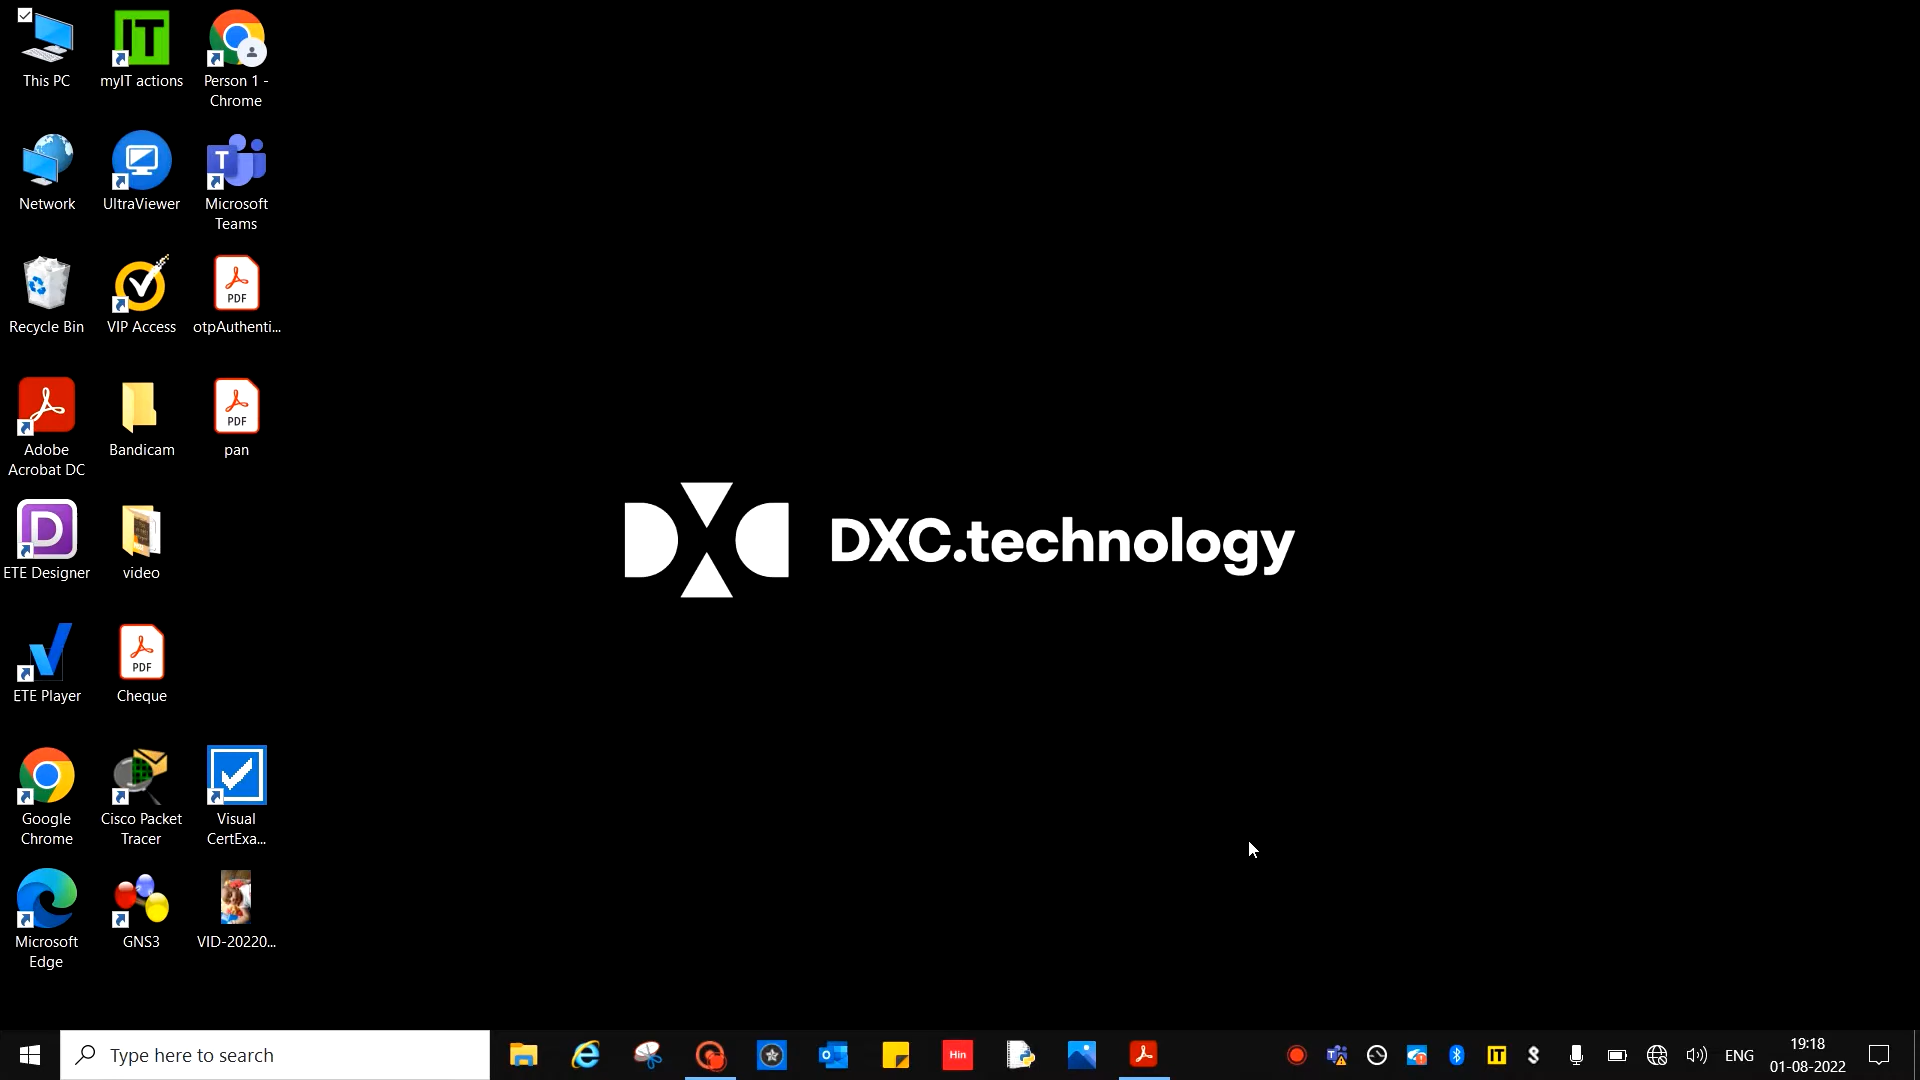 This PC
myIT actions
Person 1 -
Chrome
Network
UltraViewer
Microsoft
Teams
Recycle Bin
VIP Access
otpAuthenti...
Adobe
Acrobat DC
Bandicam
pan
ETE Designer
video
ETE Player
Cheque
Google
Chrome
Cisco Packet
Tracer
Visual
CertExa...
Microsoft
Edge
GNS3
VID-20220...
IT
T
PDF
PDF
PDF
D
DXC.technology
Type here to search
Hin
IT
ENG
19:18
01-08-2022